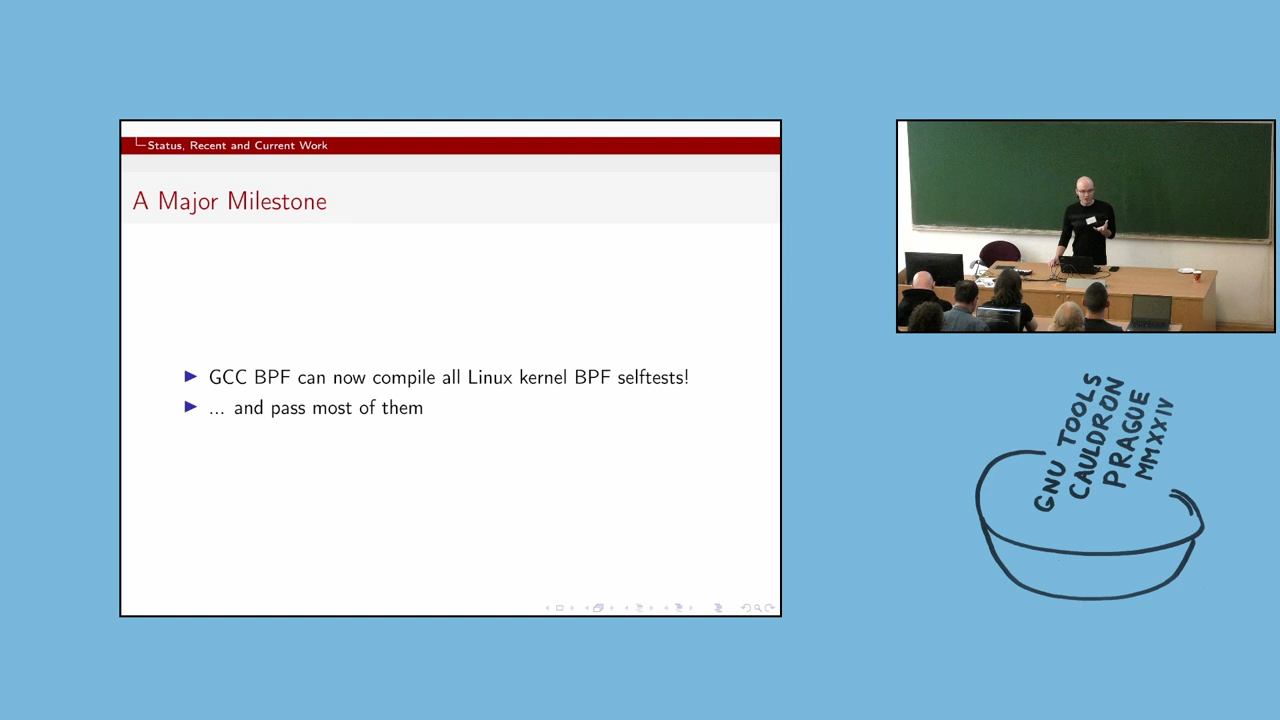 Status, Recent and Current Work
A Major Milestone
GCC BPF can now compile all Linux kernel BPF selftests!
... and pass most of them
GNU TOOLS
CAULDRON
PRAGUE
MMXXIV